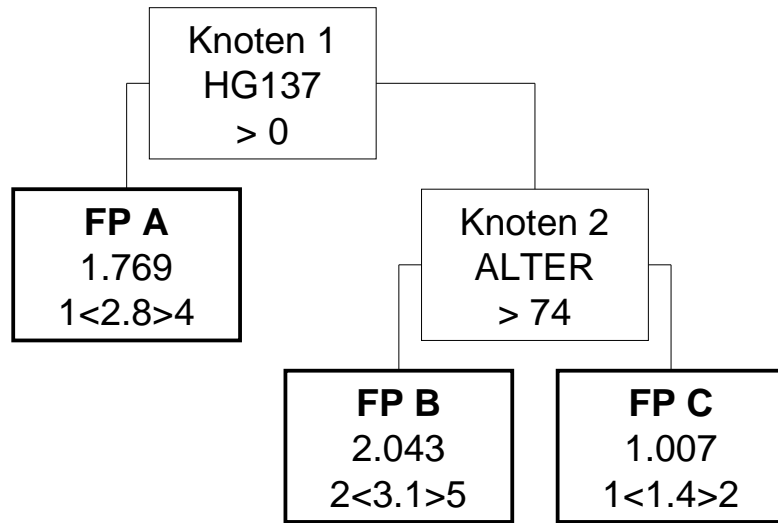 Knoten 1
HG137
> 0
FP A
1.769
1<2.8>4
Knoten 2
ALTER
> 74
FP B
2.043
2<3.1>5
FP C
1.007
1<1.4>2